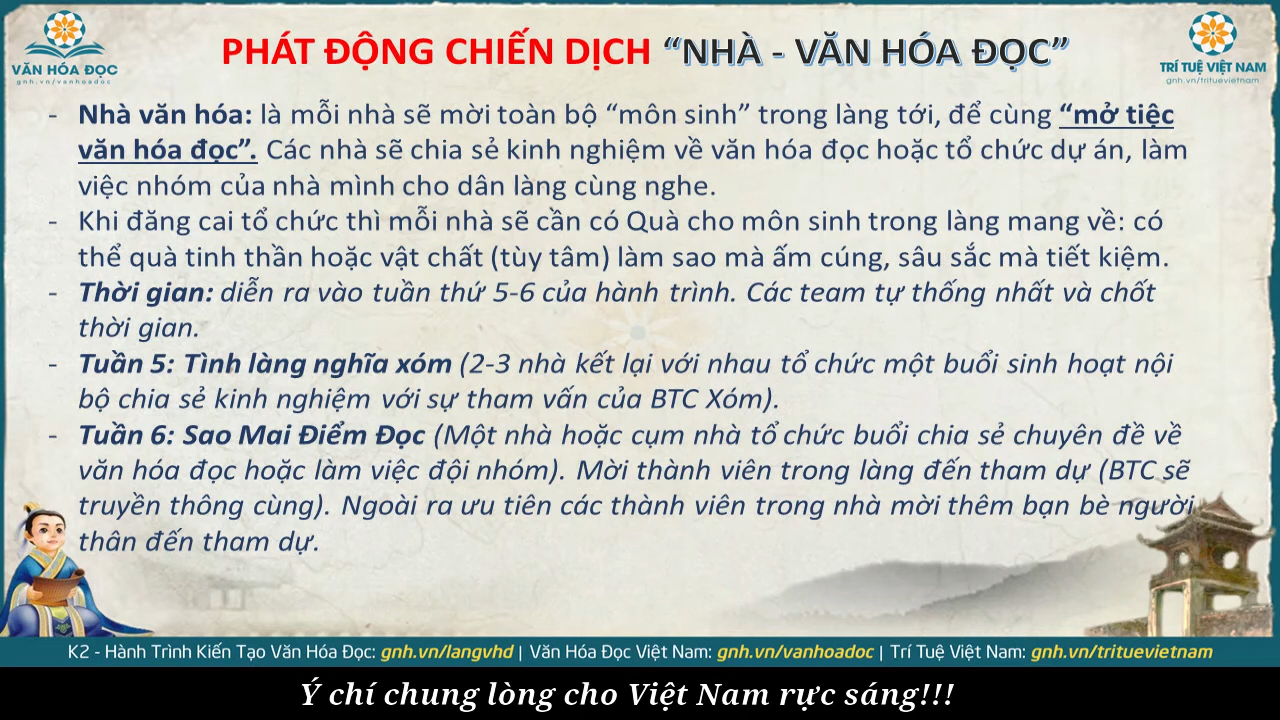 VĂN HÓA ĐỌC
gnh.vn/vanhoadoc
PHÁT ĐỘNG CHIẾN DỊCH “NHÀ - VĂN HÓA ĐỌC”
TRÍ TUỆ VIỆT NAM
gnh.vn/trituevietnam
- Nhà văn hóa: là mỗi nhà sẽ mời toàn bộ “môn sinh” trong làng tới, để cùng “mở tiệc
văn hóa đọc”. Các nhà sẽ chia sẻ kinh nghiệm về văn hóa đọc hoặc tổ chức dự án, làm
việc nhóm của nhà mình cho dân làng cùng nghe.
- Khi đăng cai tổ chức thì mỗi nhà sẽ cần có Quà cho môn sinh trong làng mang về: có
thể quà tinh thần hoặc vật chất (tùy tâm) làm sao mà ấm cúng, sâu sắc mà tiết kiệm.
- Thời gian: diễn ra vào tuần thứ 5-6 của hành trình. Các team tự thống nhất và chốt
thời gian.
- Tuần 5: Tình làng nghĩa xóm (2-3 nhà kết lại với nhau tổ chức một buổi sinh hoạt nội
bộ chia sẻ kinh nghiệm với sự tham vấn của BTC Xóm).
- Tuần 6: Sao Mai Điểm Đọc (Một nhà hoặc cụm nhà tổ chức buổi chia sẻ chuyên đề về
văn hóa đọc hoặc làm việc đội nhóm). Mời thành viên trong làng đến tham dự (BTC sẽ
truyền thông cùng). Ngoài ra ưu tiên các thành viên trong nhà mời thêm bạn bè người
thân đến tham dự.
K2 - Hành Trình Kiến Tạo Văn Hóa Đọc: gnh.vn/langvhd | Văn Hóa Đọc Việt Nam: gnh.vn/vanhoadoc | Trí Tuệ Việt Nam: gnh.vn/trituevietnam
Ý chí chung lòng cho Việt Nam rực sáng!!!